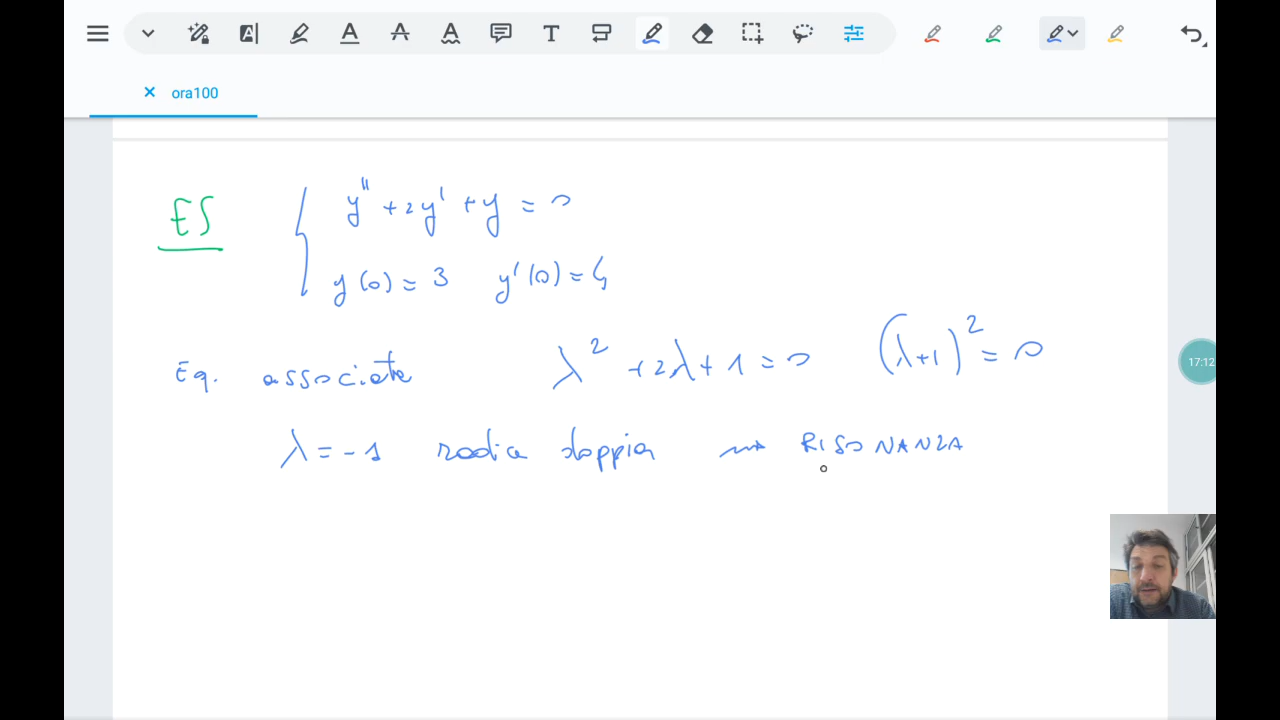 ora100
ES
y'' + 2y' + y = 0
y(0) = 3 y'(0) = 4
Eq. associata λ² + 2λ + 1 = 0 (λ+1)² = 0
λ = -1 radice doppia ⇝ RISONANZA
17:12